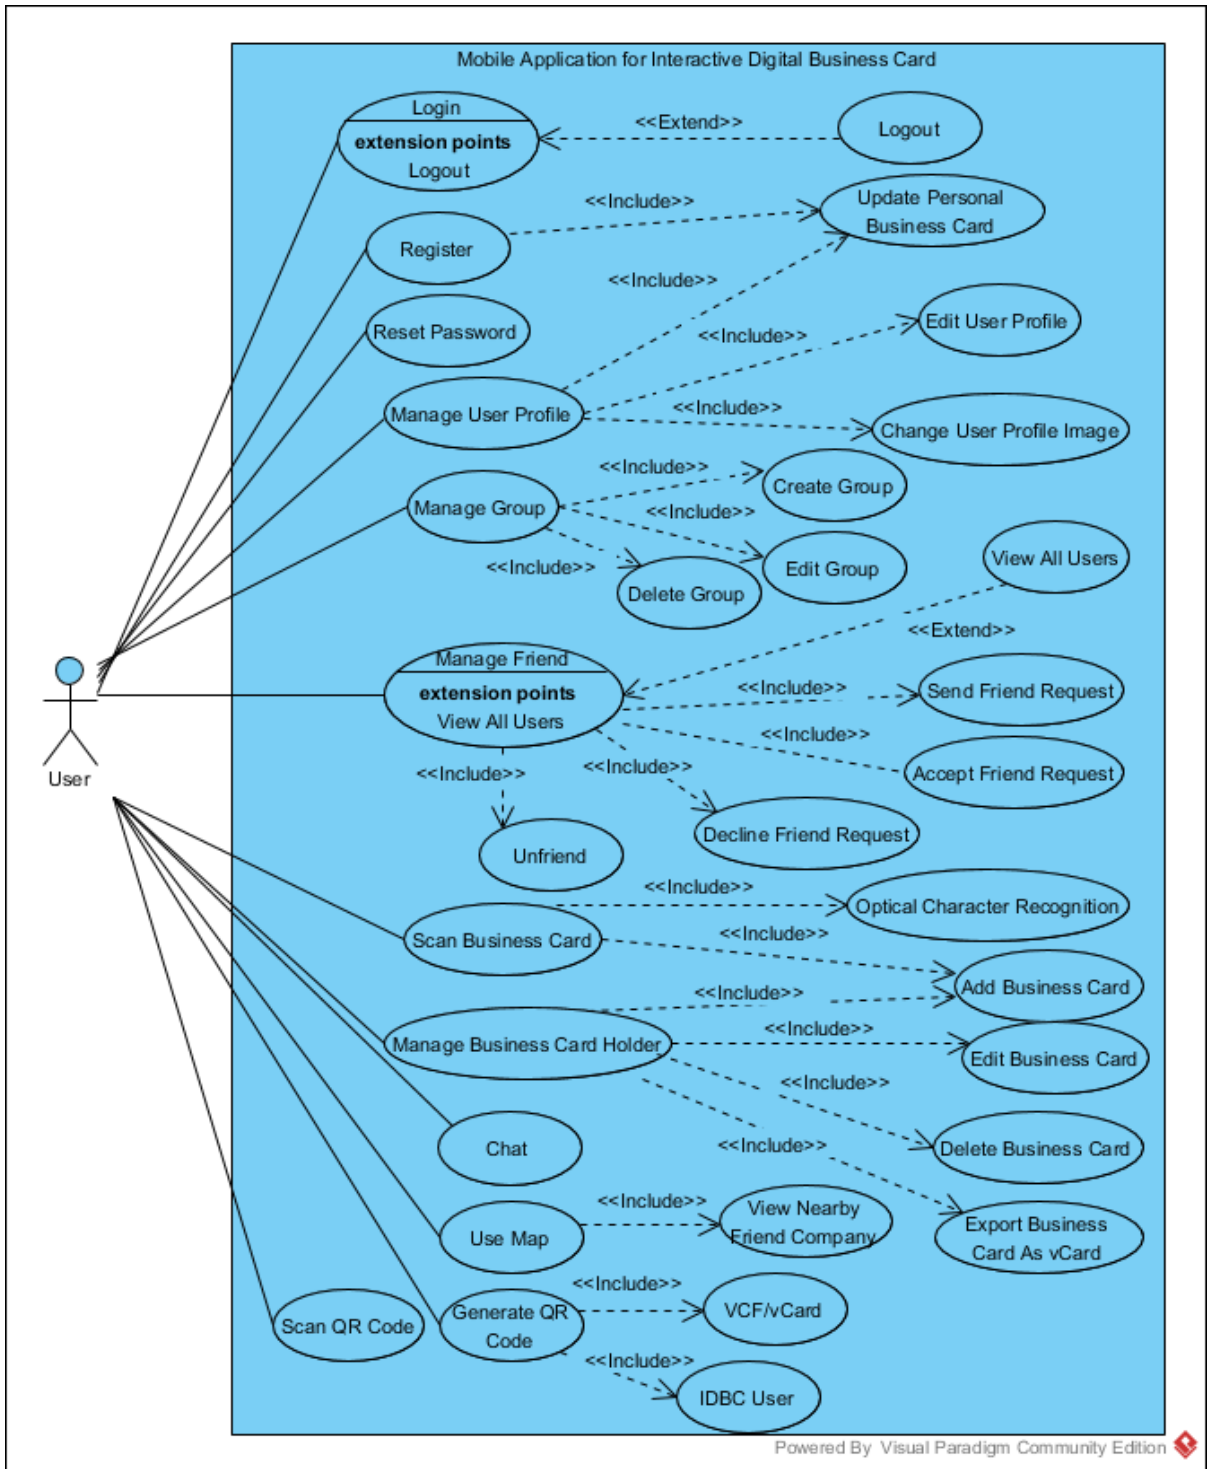 Mobile Application for Interactive Digital Business Card
Login
extension points
Logout
<<Extend>>
Logout
<<Include>>
Update Personal
Business Card
Register
<<Include>>
Reset Password
Edit User Profile
<<Include>>
Manage User Profile
<<Include>>
Change User Profile Image
<<Include>>
Create Group
Manage Group
<<Include>>
View All Users
<<Include>>
Edit Group
Delete Group
<<Extend>>
Manage Friend
extension points
View All Users
<<Include>>
Send Friend Request
<<Include>>
Accept Friend Request
<<Include>>
<<Include>>
User
Decline Friend Request
Unfriend
<<Include>>
Optical Character Recognition
Scan Business Card
<<Include>>
Add Business Card
<<Include>>
Manage Business Card Holder
<<Include>>
Edit Business Card
<<Include>>
Chat
<<Include>>
Delete Business Card
Use Map
<<Include>>
View Nearby
Friend Company
Export Business
Card As vCard
Scan QR Code
Generate QR
Code
<<Include>>
VCF/vCard
<<Include>>
IDBC User
Powered By Visual Paradigm Community Edition